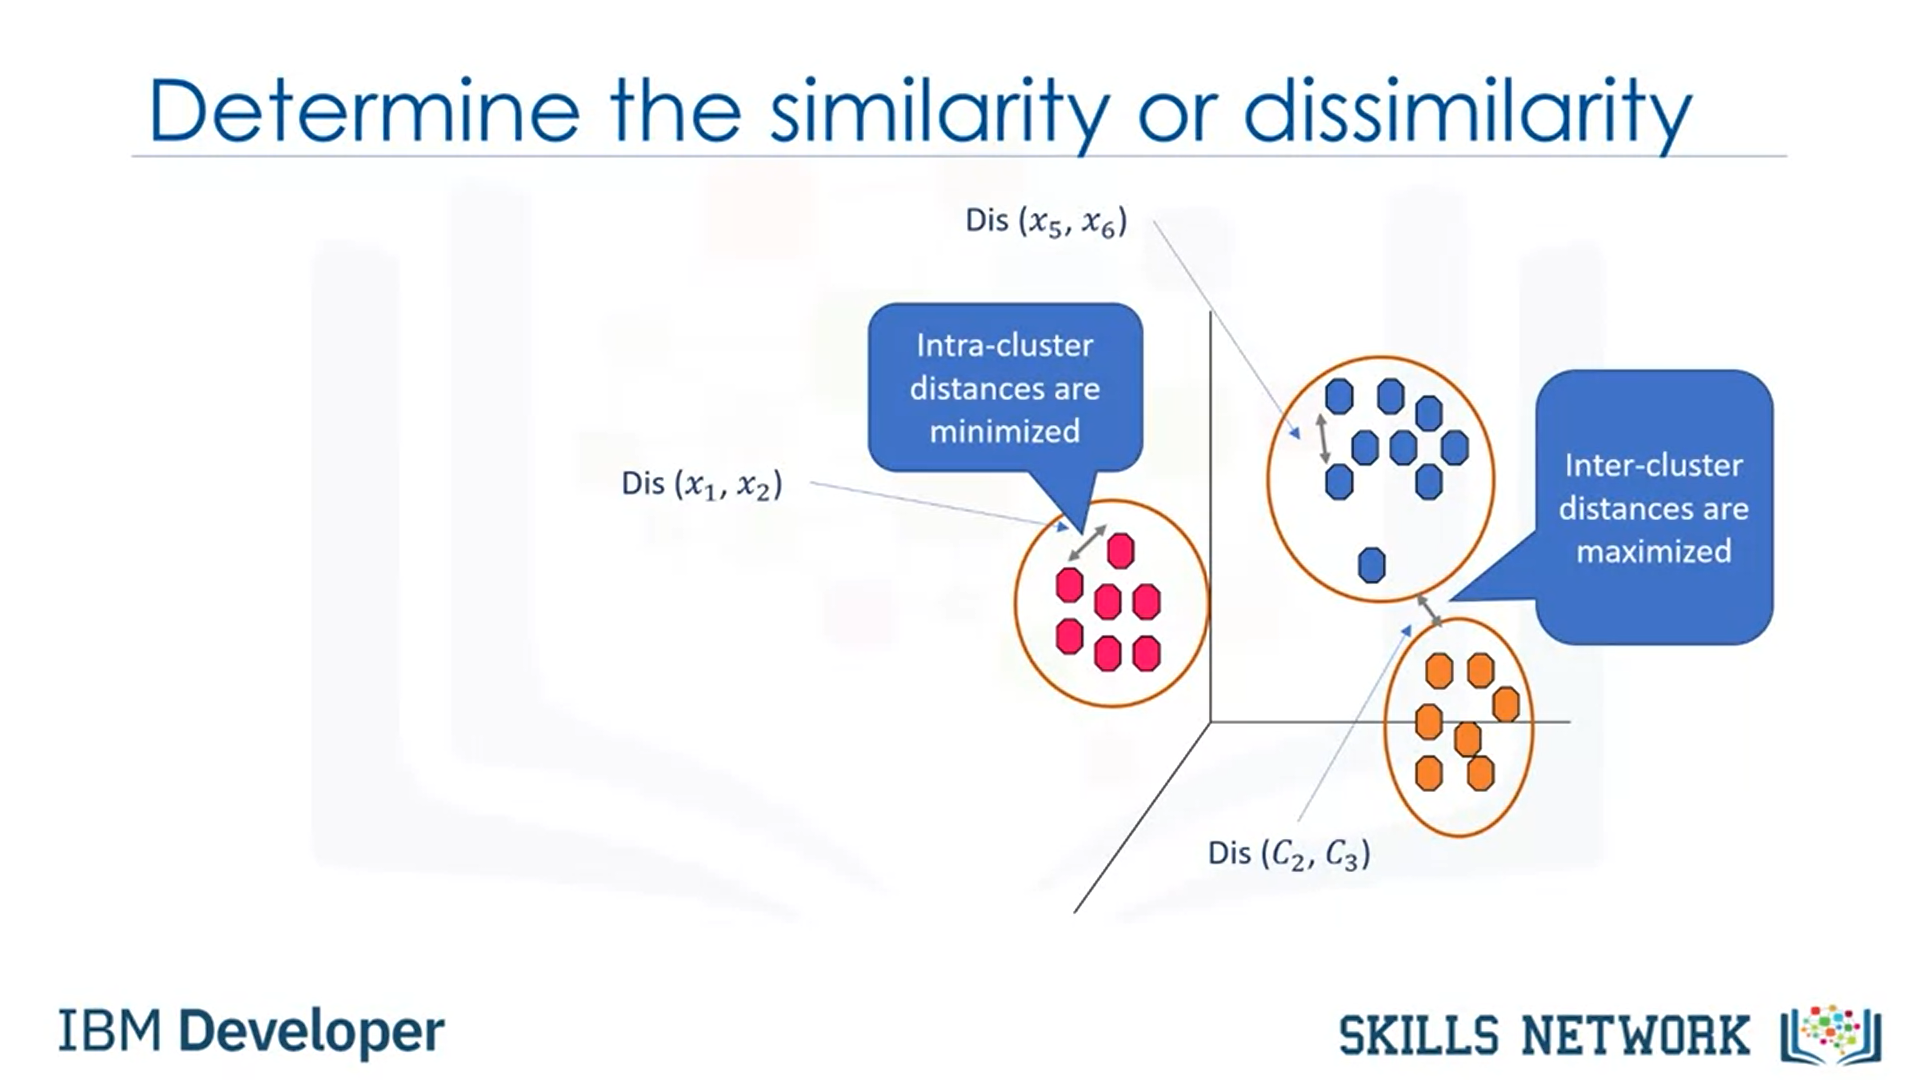 Determine the similarity or dissimilarity
Dis (x₅, x₆)
Intra-cluster
distances are
minimized
Dis (x₁, x₂)
Inter-cluster
distances are
maximized
Dis (C₂, C₃)
IBM Developer
SKILLS NETWORK